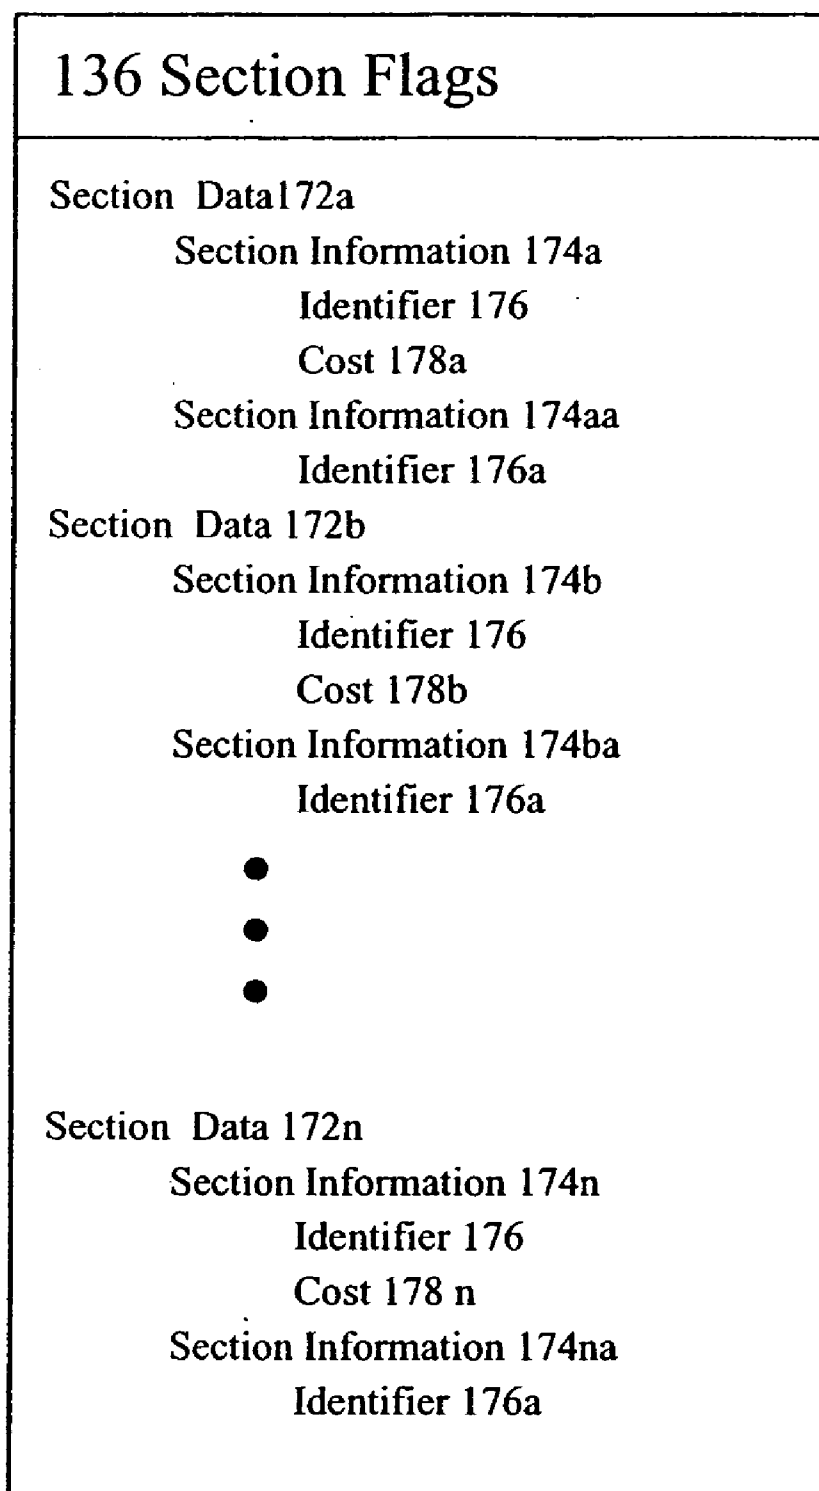 136 Section Flags
Section Data172a
Section Information 174a
Identifier 176
Cost 178a
Section Information 174aa
Identifier 176a
Section Data 172b
Section Information 174b
Identifier 176
Cost 178b
Section Information 174ba
Identifier 176a
Section Data 172n
Section Information 174n
Identifier 176
Cost 178 n
Section Information 174na
Identifier 176a